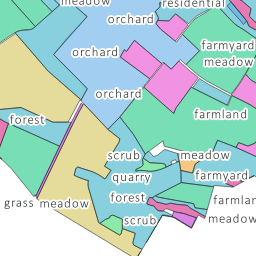 meadow
residential
orchard
orchard
farmyard
meadow
orchard
farmland
forest
scrub
meadow
quarry
farmyard
forest
grass
meadow
farmlan
scrub
meadow